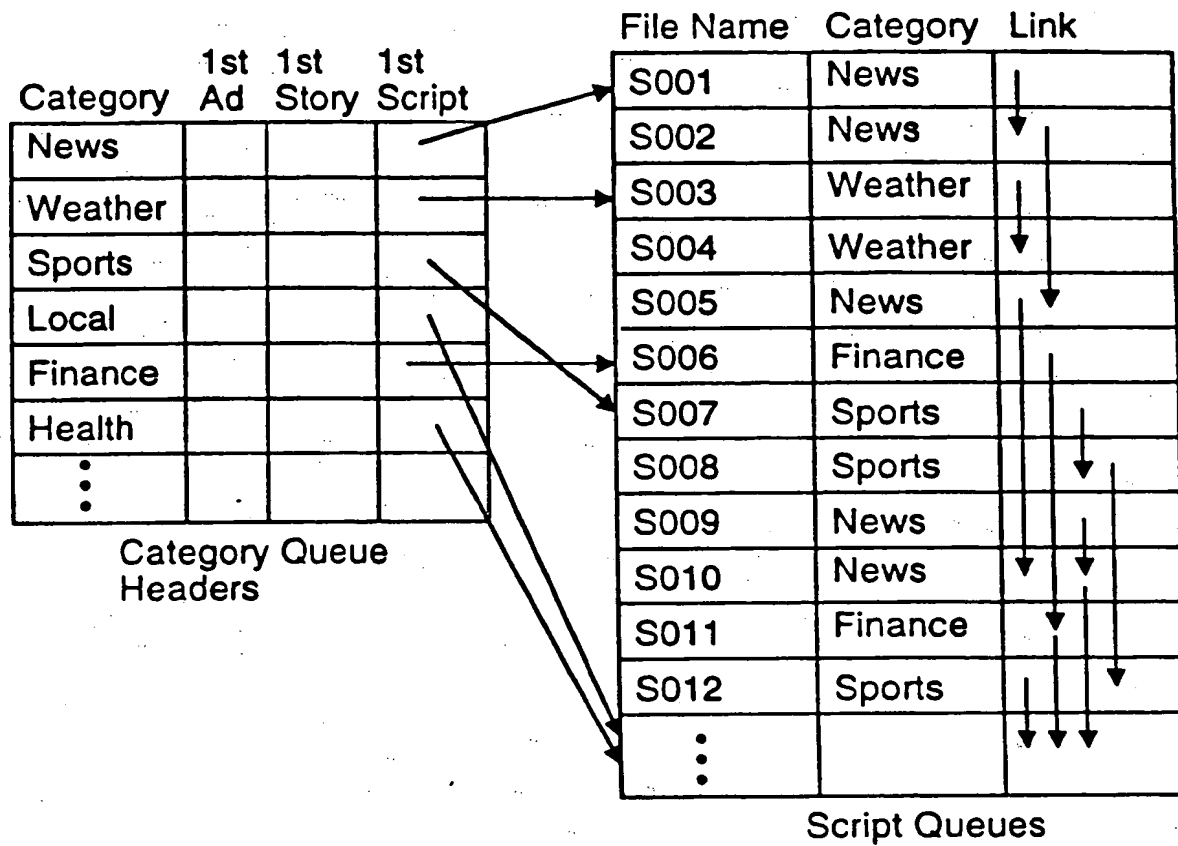 Category 1st Ad 1st Story 1st Script
News
Weather
Sports
Local
Finance
Health
Category Queue
Headers
File Name Category Link
S001 News
S002 News
S003 Weather
S004 Weather
S005 News
S006 Finance
S007 Sports
S008 Sports
S009 News
S010 News
S011 Finance
S012 Sports
Script Queues